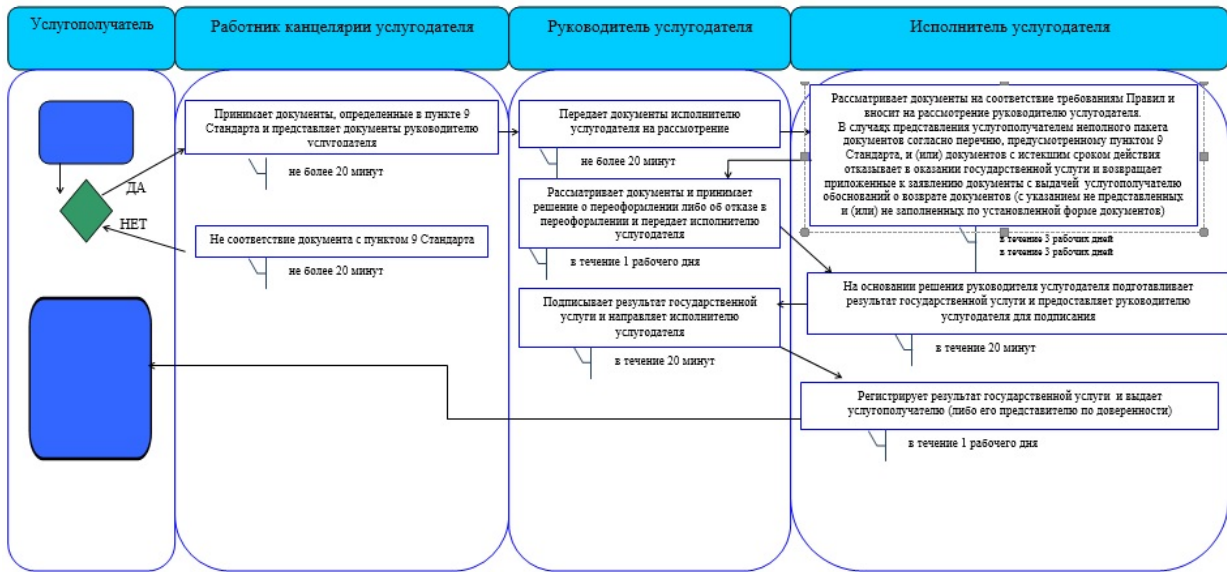 Услугополучатель
Работник канцелярии услугодателя
Руководитель услугодателя
Исполнитель услугодателя
ДА
НЕТ
Принимает документы, определенные в пункте 9
Стандарта и представляет документы руководителю
услугодателя
не более 20 минут
Не соответствие документа с пунктом 9 Стандарта
не более 20 минут
Передает документы исполнителю
услугодателя на рассмотрение
не более 20 минут
Рассматривает документы и принимает
решение о переоформлении либо об отказе в
переоформлении и передает исполнителю
услугодателя
в течение 1 рабочего дня
Подписывает результат государственной
услуги и направляет исполнителю
услугодателя
в течение 20 минут
Рассматривает документы на соответствие требованиям Правил и
вносит на рассмотрение руководителю услугодателя.
В случаях представления услугополучателем неполного пакета
документов согласно перечню, предусмотренному пунктом 9
Стандарта, и (или) документов с истекшим сроком действия
отказывает в оказании государственной услуги и возвращает
приложенные к заявлению документы с выдачей услугополучателю
обоснований о возврате документов (с указанием не представленных
и (или) не заполненных по установленной форме документов)
в течение 3 рабочих дней
в течение 3 рабочих дней
На основании решения руководителя услугодателя подготавливает
результат государственной услуги и предоставляет руководителю
услугодателя для подписания
в течение 20 минут
Регистрирует результат государственной услуги и выдает
услугополучателю (либо его представителю по доверенности)
в течение 1 рабочего дня